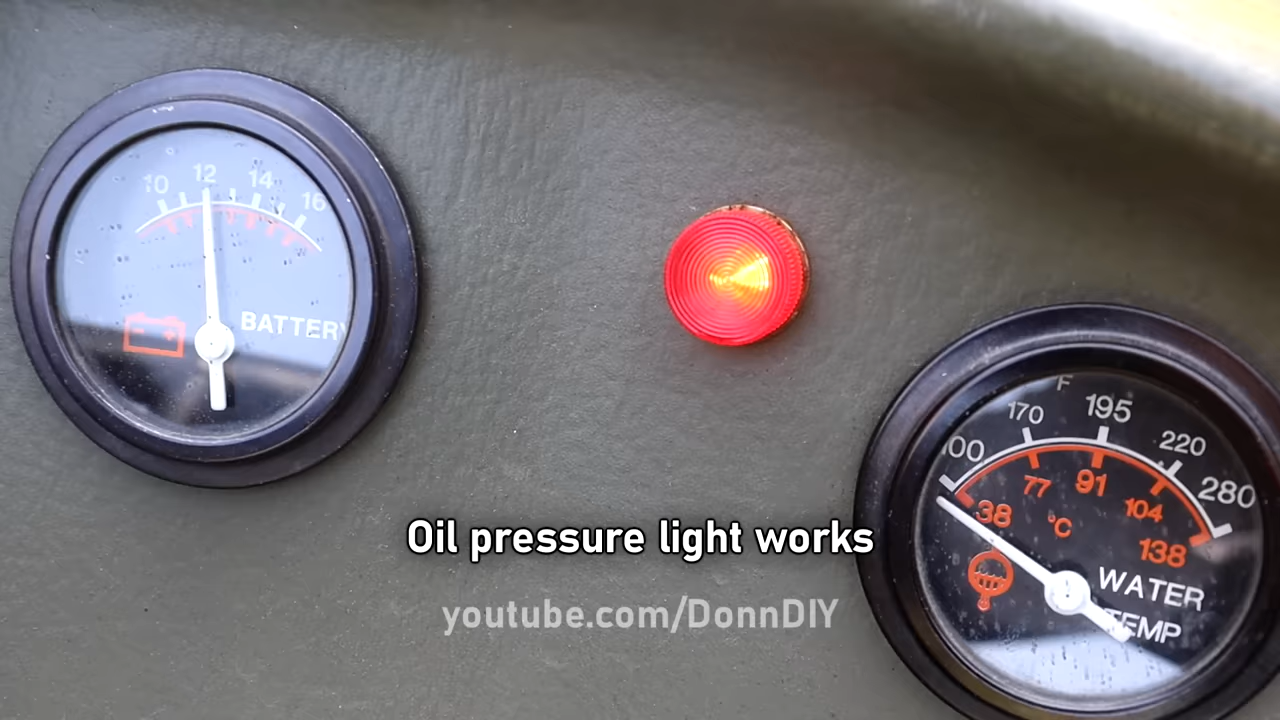 10 12 14 16
BATTERY
F
100 170 195 220 280
38 77 91 104 138
°C
WATER
TEMP
Oil pressure light works
youtube.com/DonnDIY